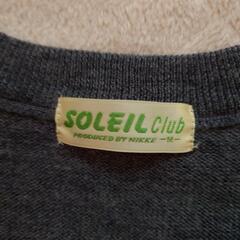 SOLEIL Club
PRODUCED BY NIKKE -M-